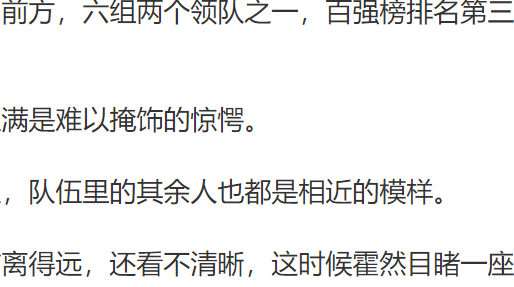 前方，六组两个领队之一，百强榜排名第三
满是难以掩饰的惊愕。
，队伍里的其余人也都是相近的模样。
离得远，还看不清晰，这时候霍然目睹一座